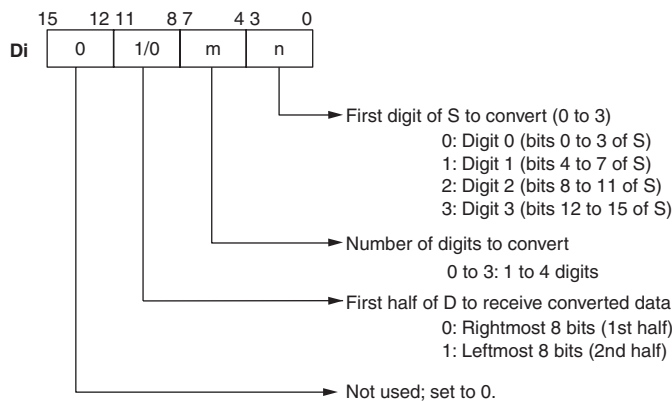 15 12 11 8 7 4 3 0
Di 0 1/0 m n
First digit of S to convert (0 to 3)
0: Digit 0 (bits 0 to 3 of S)
1: Digit 1 (bits 4 to 7 of S)
2: Digit 2 (bits 8 to 11 of S)
3: Digit 3 (bits 12 to 15 of S)
Number of digits to convert
0 to 3: 1 to 4 digits
First half of D to receive converted data
0: Rightmost 8 bits (1st half)
1: Leftmost 8 bits (2nd half)
Not used; set to 0.